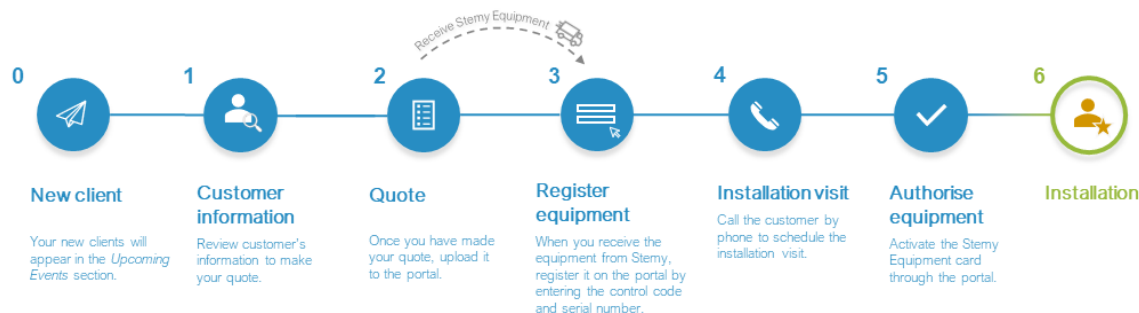 Receive Stemy Equipment
0
1
2
3
4
5
6
New client
Your new clients will
appear in the Upcoming
Events section.
Customer
information
Review customer's
information to make
your quote.
Quote
Once you have made
your quote, upload it
to the portal.
Register
equipment
When you receive the
equipment from Stemy,
register it on the portal by
entering the control code
and serial number.
Installation visit
Call the customer by
phone to schedule the
installation visit.
Authorise
equipment
Activate the Stemy
Equipment card
through the portal.
Installation